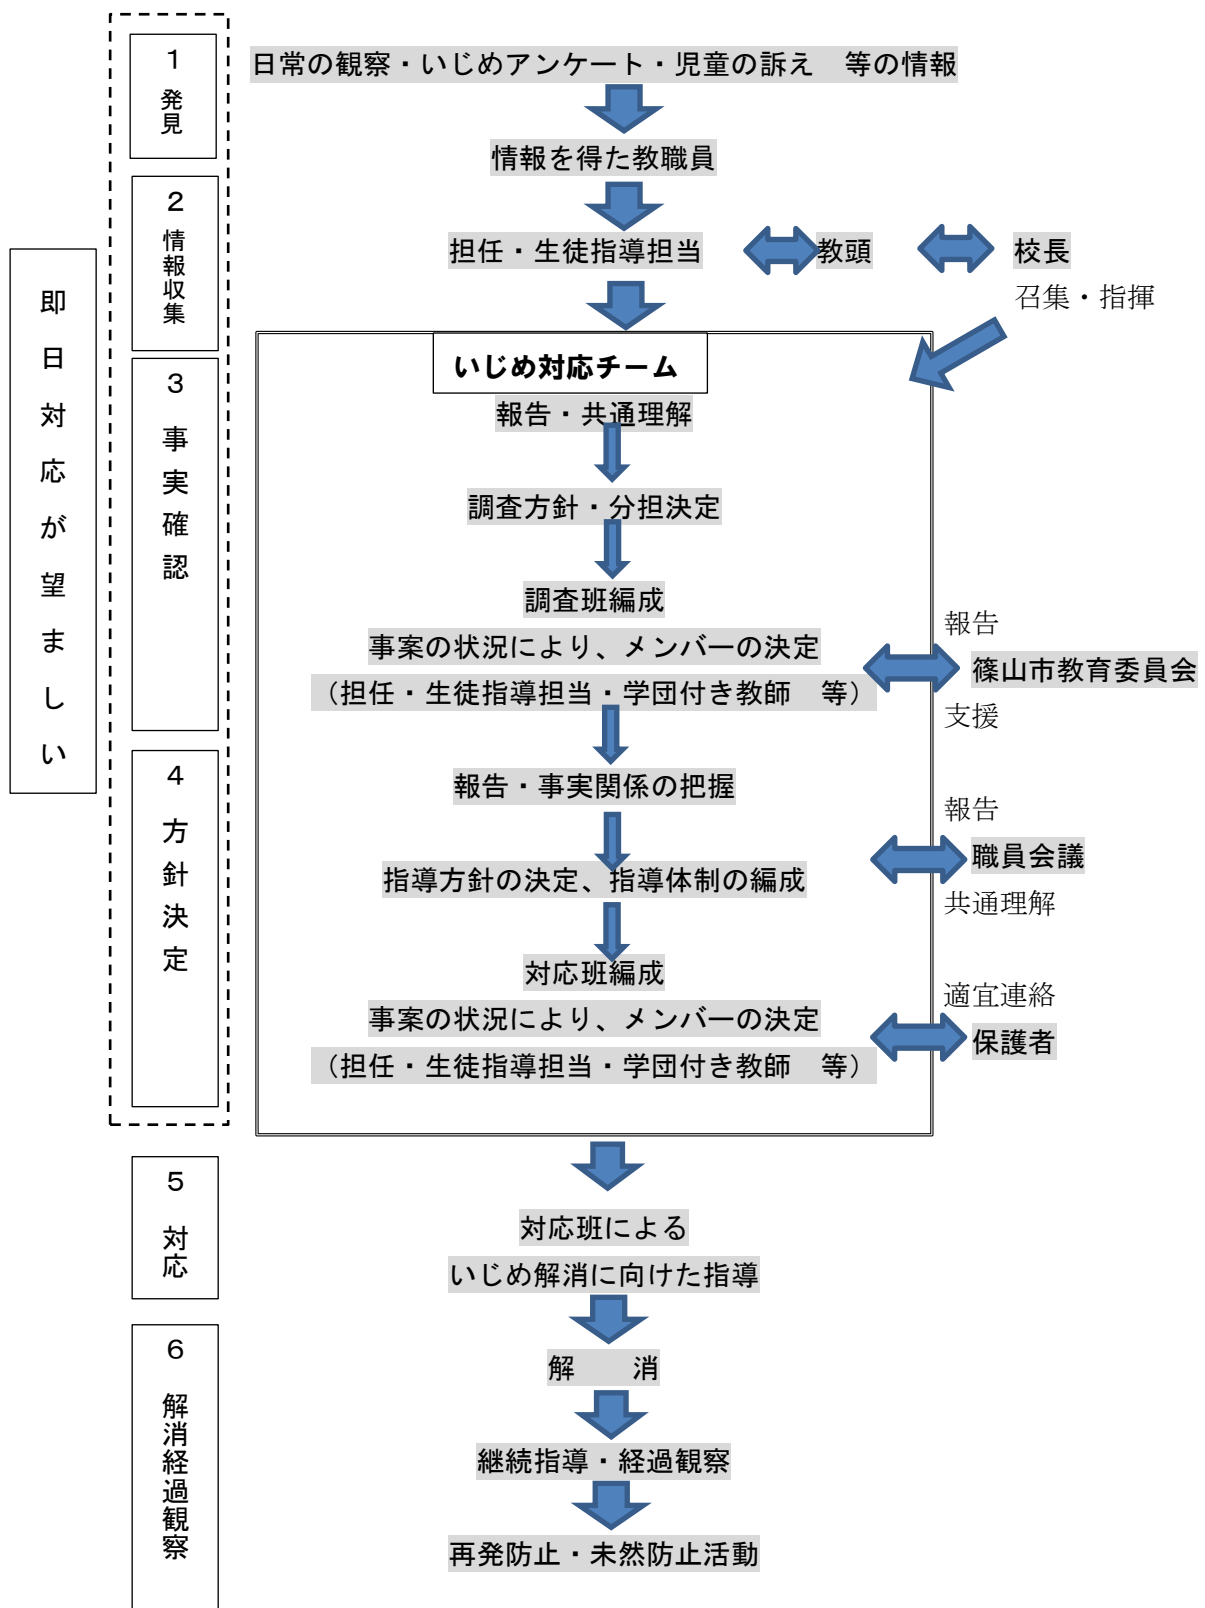 即日対応が望ましい
1 発見
2 情報収集
3 事実確認
4 方針決定
5 対応
6 解消経過観察
日常の観察・いじめアンケート・児童の訴え　等の情報
情報を得た教職員
担任・生徒指導担当
教頭
校長
召集・指揮
いじめ対応チーム
報告・共通理解
調査方針・分担決定
調査班編成
事案の状況により、メンバーの決定
（担任・生徒指導担当・学団付き教師　等）
報告
篠山市教育委員会
支援
報告・事実関係の把握
報告
職員会議
共通理解
指導方針の決定、指導体制の編成
対応班編成
事案の状況により、メンバーの決定
（担任・生徒指導担当・学団付き教師　等）
適宜連絡
保護者
対応班による
いじめ解消に向けた指導
解　　消
継続指導・経過観察
再発防止・未然防止活動